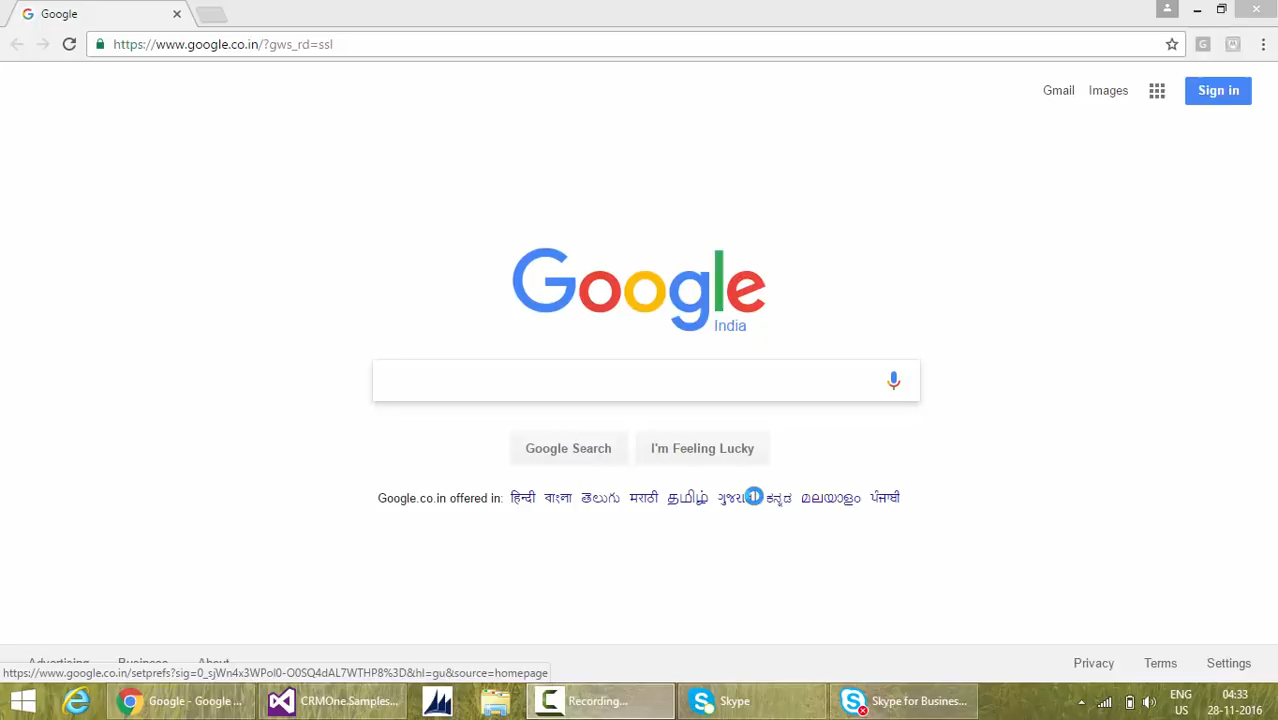 Google
https://www.google.co.in/?gws_rd=ssl
Gmail Images Sign in
Google
India
Google Search I'm Feeling Lucky
Google.co.in offered in: हिन्दी বাংলা తెలుగు मराठी தமிழ் ಕನ್ನಡ മലയാളം ਪੰਜਾਬੀ
Privacy Terms Settings
https://www.google.co.in/setprefs?sig=0_sjWn4x3WPol0-O0SQ4dAL7WTHP8%3D&hl=gu&source=homepage
Google - Google ... CRMOne.Samples... Recording... Skype Skype for Busines... ENG 04:33
US 28-11-2016